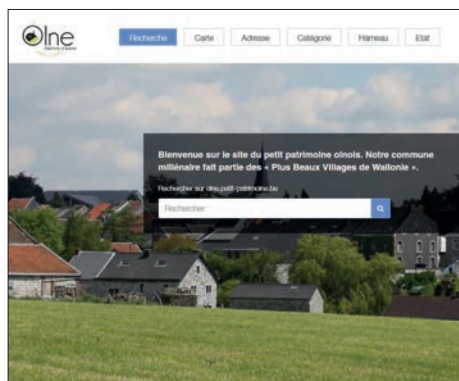 Olne
Recherche Carte Adresse Catégorie Hameau Etat
Bienvenue sur le site du petit patrimoine olnois. Notre commune
millénaire fait partie des « Plus Beaux Villages de Wallonie ».
Rechercher sur olne.petit-patrimoine.be
Rechercher